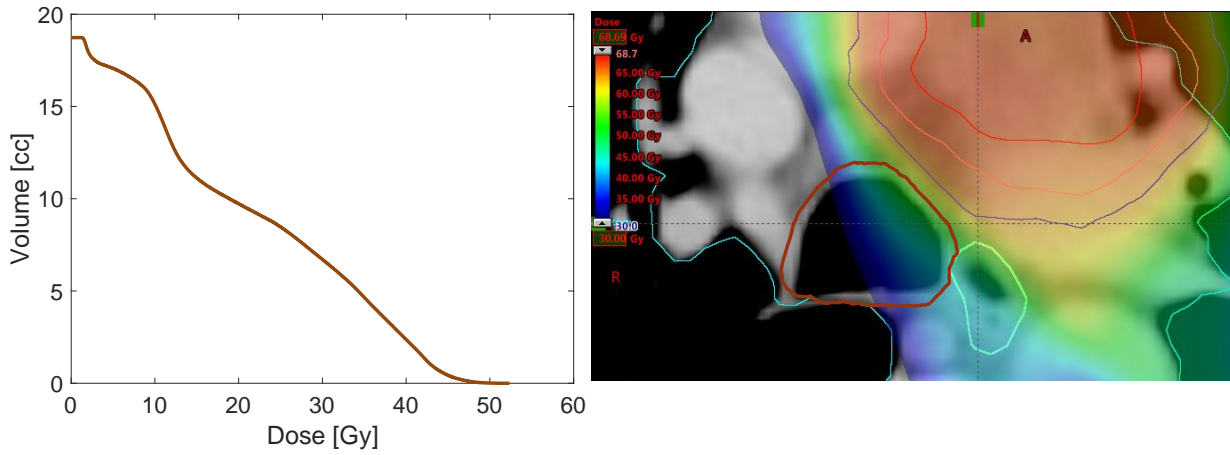 20
15
10
5
0
Volume [cc]
0 10 20 30 40 50 60
Dose [Gy]
Dose
68.69 Gy
68.7
65.00 Gy
60.00 Gy
55.00 Gy
50.00 Gy
45.00 Gy
40.00 Gy
35.00 Gy
30.0
30.00 Gy
A
R